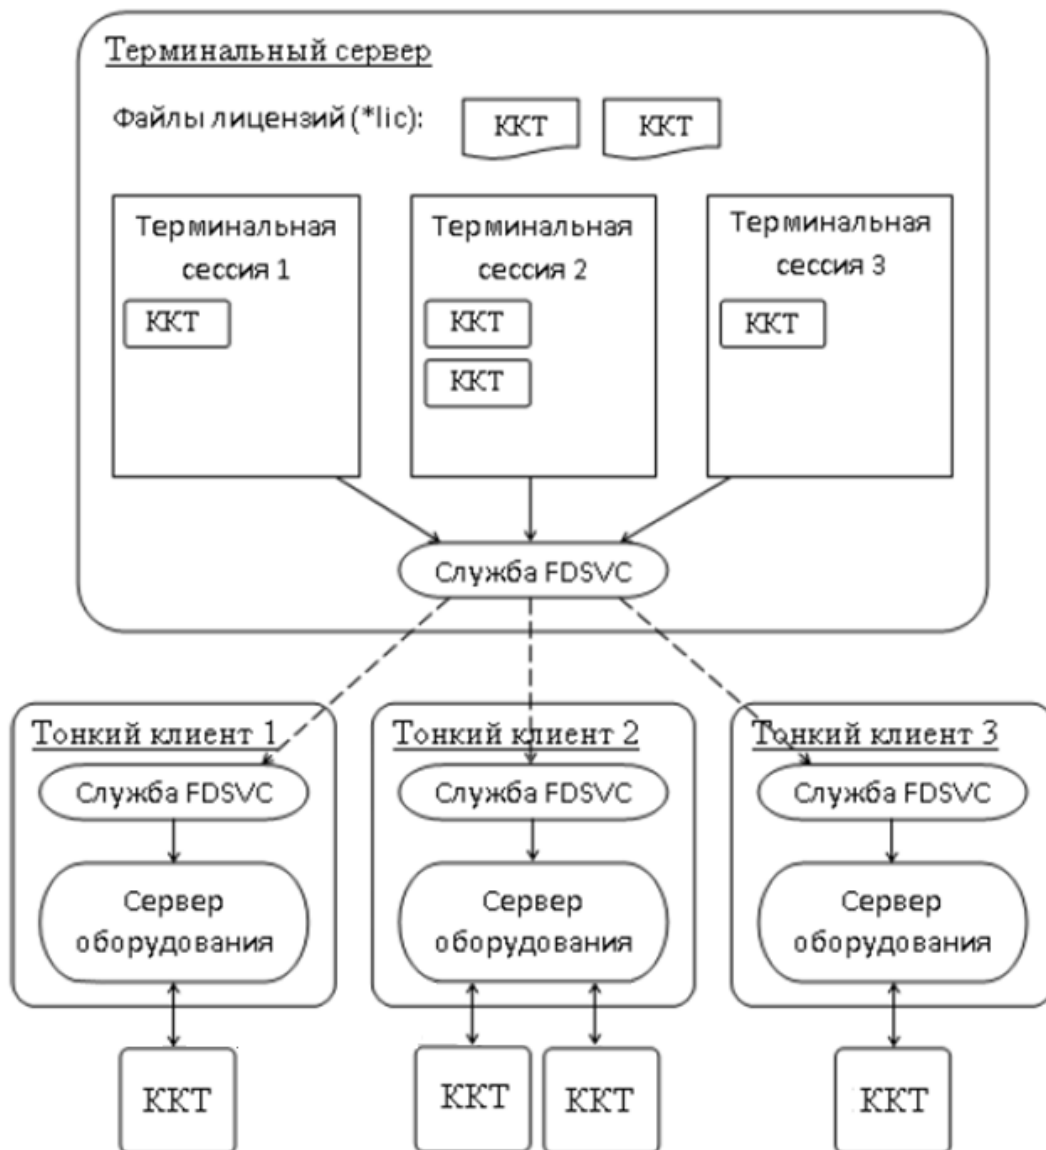 Терминальный сервер
Файлы лицензий (*lic):
ККТ
ККТ
Терминальная
сессия 1
ККТ
Терминальная
сессия 2
ККТ
ККТ
Терминальная
сессия 3
ККТ
Служба FDSVC
Тонкий клиент 1
Служба FDSVC
Сервер
оборудования
ККТ
Тонкий клиент 2
Служба FDSVC
Сервер
оборудования
ККТ
ККТ
Тонкий клиент 3
Служба FDSVC
Сервер
оборудования
ККТ